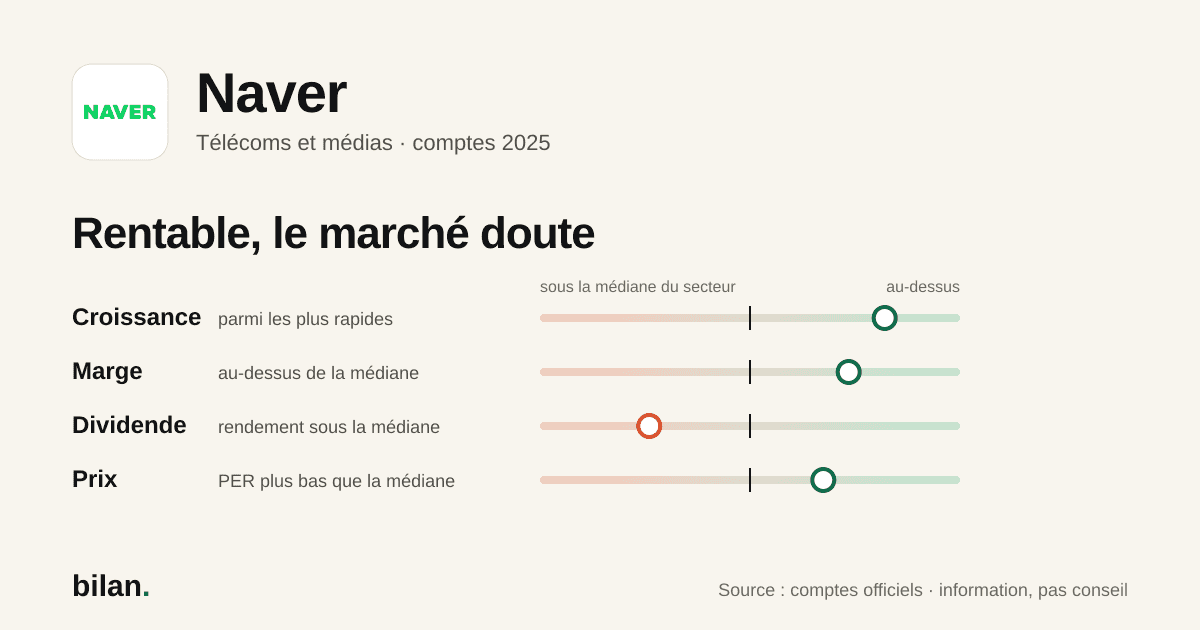 NAVER
Naver
Télécoms et médias · comptes 2025
Rentable, le marché doute
sous la médiane du secteur au-dessus
Croissance parmi les plus rapides
Marge au-dessus de la médiane
Dividende rendement sous la médiane
Prix PER plus bas que la médiane
bilan.
Source : comptes officiels · information, pas conseil